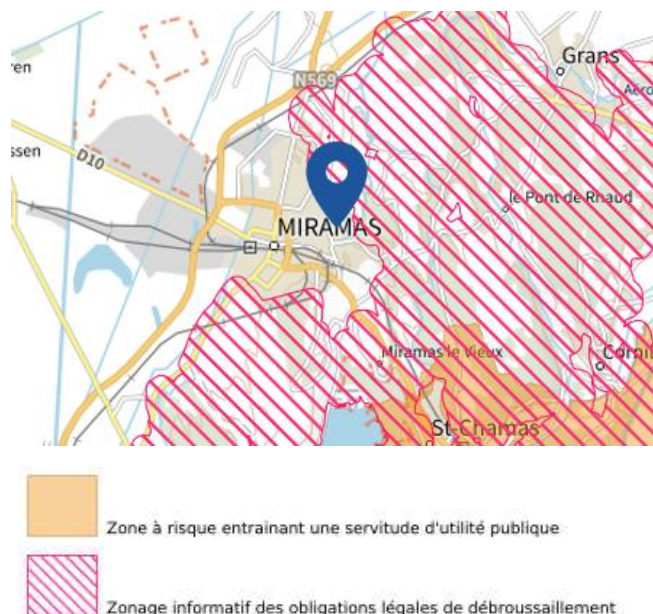 Grans
ren
N569
Aéro
ssen
D10
le Pont de Rhaud
MIRAMAS
Miramas le Vieux
Corni
St-Chamas
Zone à risque entrainant une servitude d'utilité publique
Zonage informatif des obligations légales de débroussaillement